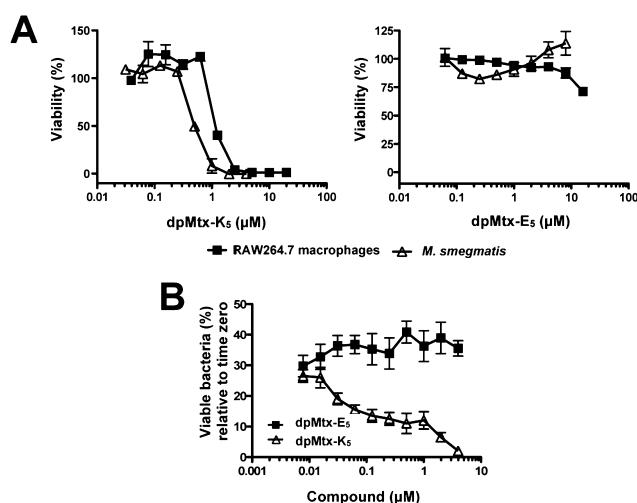 A
Viability (%)
150
100
50
0
0.01
0.1
1
10
100
dpMtx-K₅ (µM)
Viability (%)
125
100
75
50
25
0
0.01
0.1
1
10
100
dpMtx-E₅ (µM)
RAW264.7 macrophages
M. smegmatis
B
Viable bacteria (%)
relative to time zero
50
40
30
20
10
0
dpMtx-E₅
dpMtx-K₅
0.001
0.01
0.1
1
10
Compound (µM)